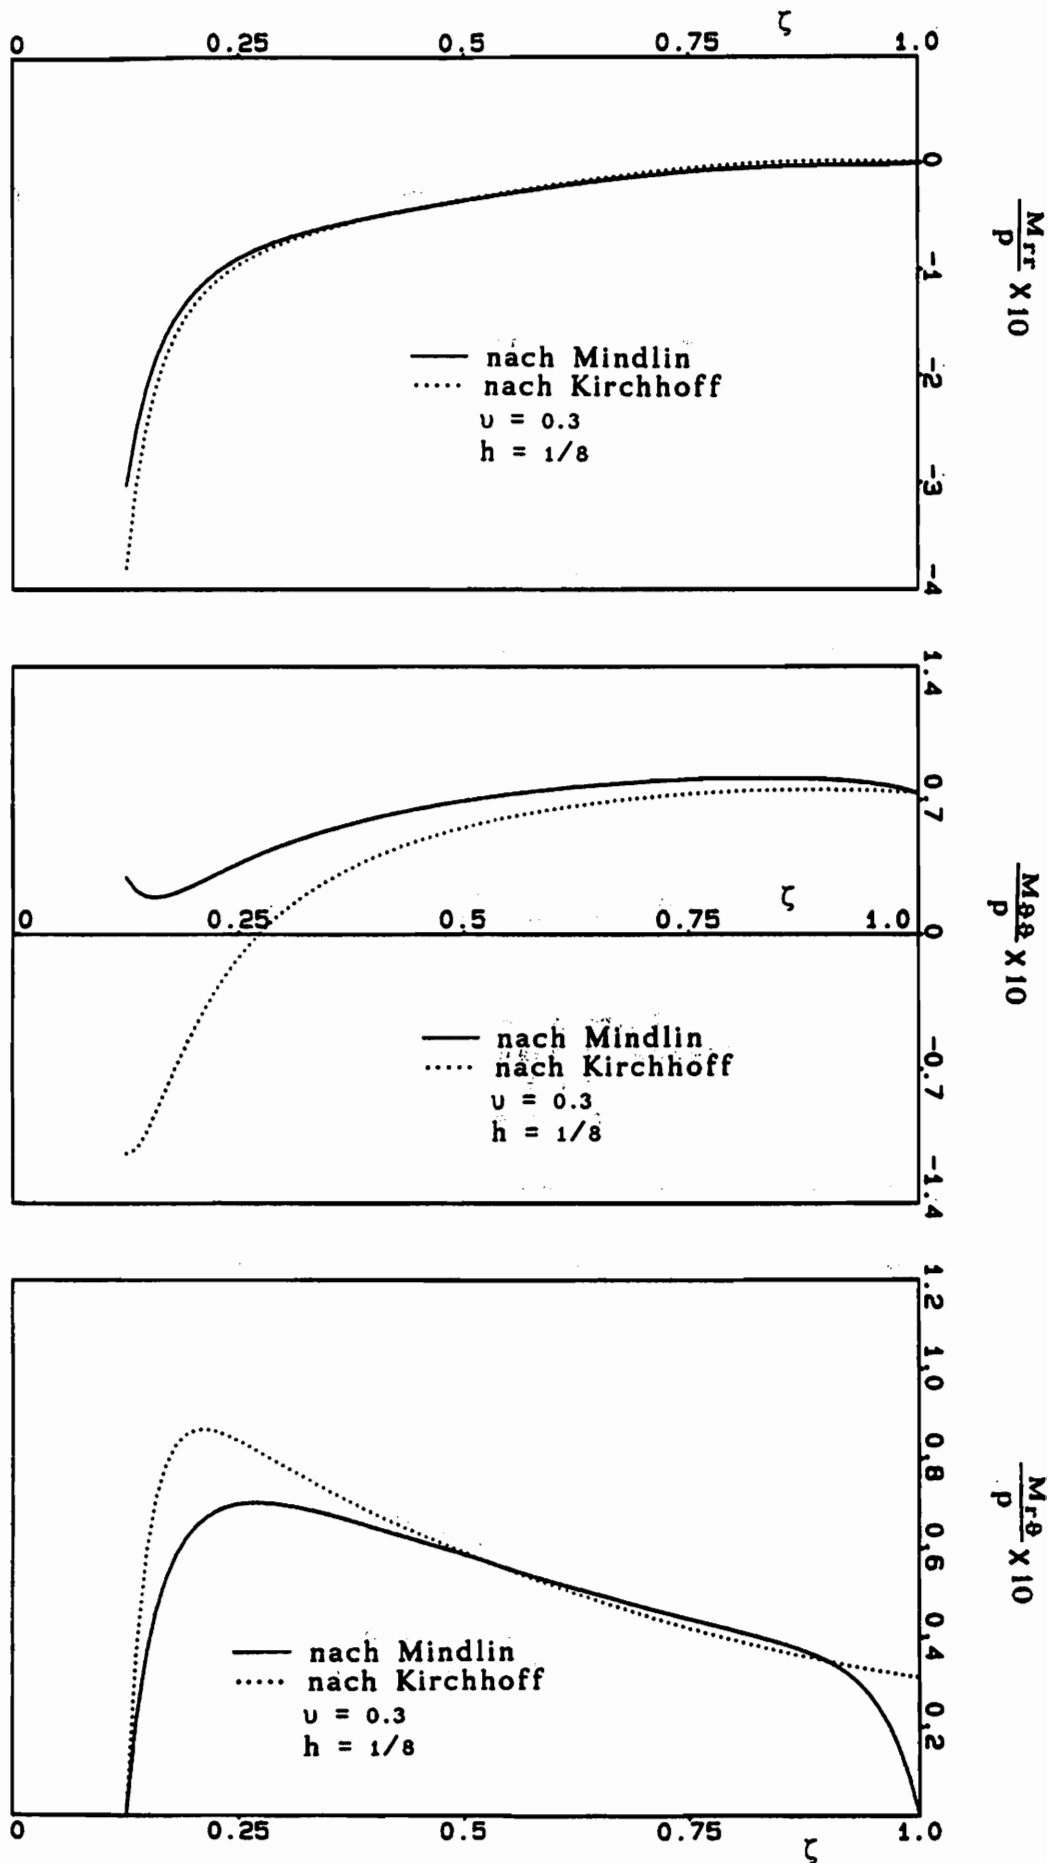 ζ
0 0.25 0.5 0.75 1.0
0
-1
-2
-3
-4
Mrr
p
X 10
nach Mindlin
nach Kirchhoff
υ = 0.3
h = 1/8
1.4
0.7
0
-0.7
-1.4
Mϑϑ
p
X 10
ζ
0 0.25 0.5 0.75 1.0
nach Mindlin
nach Kirchhoff
υ = 0.3
h = 1/8
1.2
1.0
0.8
0.6
0.4
0.2
Mrϑ
p
X 10
nach Mindlin
nach Kirchhoff
υ = 0.3
h = 1/8
0 0.25 0.5 0.75 1.0
ζ